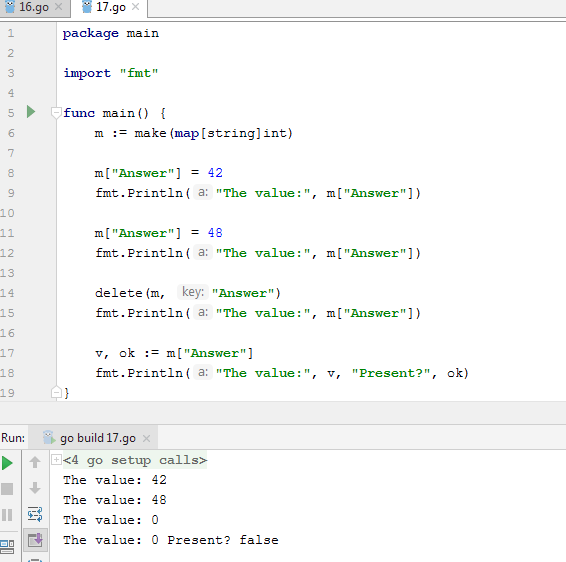 16.go
17.go
1 package main
2
3 import "fmt"
4
5 func main() {
6 m := make(map[string]int)
7
8 m["Answer"] = 42
9 fmt.Println( a: "The value:", m["Answer"])
10
11 m["Answer"] = 48
12 fmt.Println( a: "The value:", m["Answer"])
13
14 delete(m, key: "Answer")
15 fmt.Println( a: "The value:", m["Answer"])
16
17 v, ok := m["Answer"]
18 fmt.Println( a: "The value:", v, "Present?", ok)
19 }
Run: go build 17.go
<4 go setup calls>
The value: 42
The value: 48
The value: 0
The value: 0 Present? false